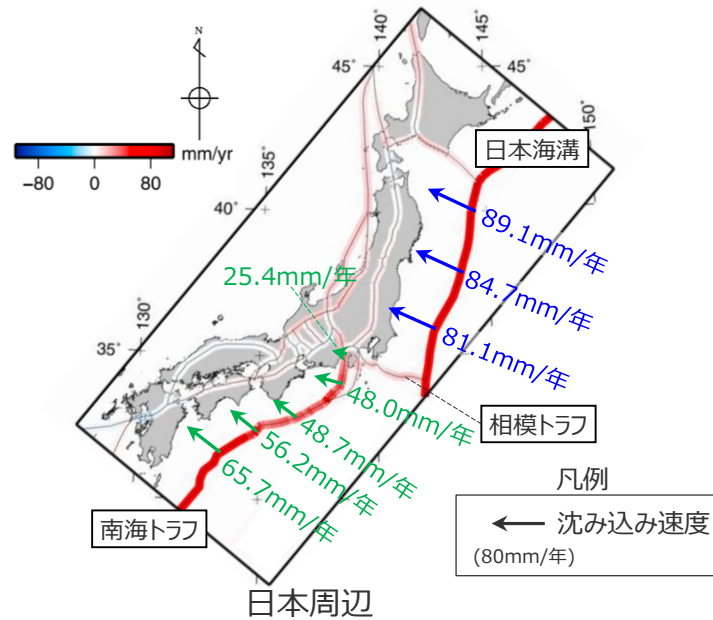 N
140
145
45°
45°
150
mm/yr
−80
0
80
135
日本海溝
40°
89.1mm/年
84.7mm/年
25.4mm/年
81.1mm/年
130
35°
48.0mm/年
相模トラフ
48.7mm/年
56.2mm/年
65.7mm/年
南海トラフ
凡例
沈み込み速度
(80mm/年)
日本周辺